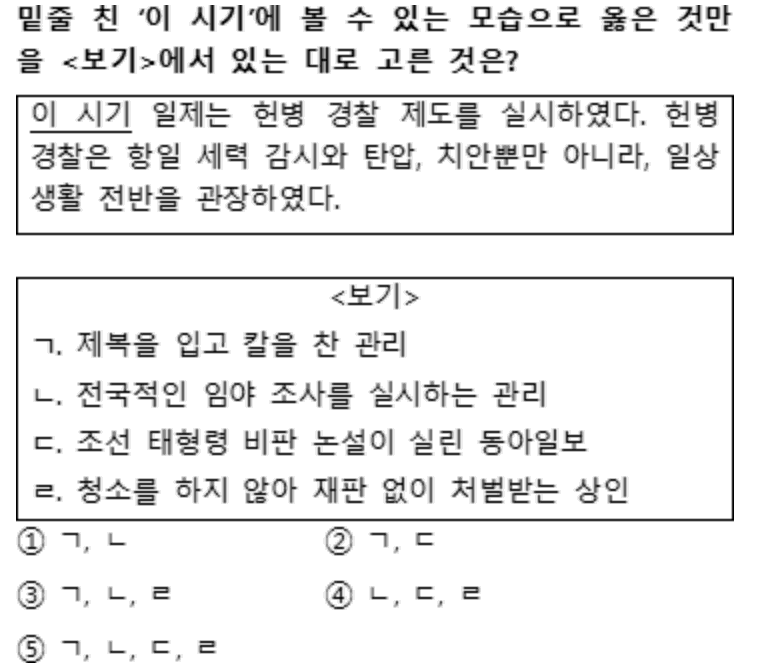 밑줄 친 '이 시기'에 볼 수 있는 모습으로 옳은 것만
을 <보기>에서 있는 대로 고른 것은?
이 시기 일제는 헌병 경찰 제도를 실시하였다. 헌병
경찰은 항일 세력 감시와 탄압, 치안뿐만 아니라, 일상
생활 전반을 관장하였다.
<보기>
ㄱ. 제복을 입고 칼을 찬 관리
ㄴ. 전국적인 임야 조사를 실시하는 관리
ㄷ. 조선 태형령 비판 논설이 실린 동아일보
ㄹ. 청소를 하지 않아 재판 없이 처벌받는 상인
① ㄱ, ㄴ ② ㄱ, ㄷ
③ ㄱ, ㄴ, ㄹ ④ ㄴ, ㄷ, ㄹ
⑤ ㄱ, ㄴ, ㄷ, ㄹ